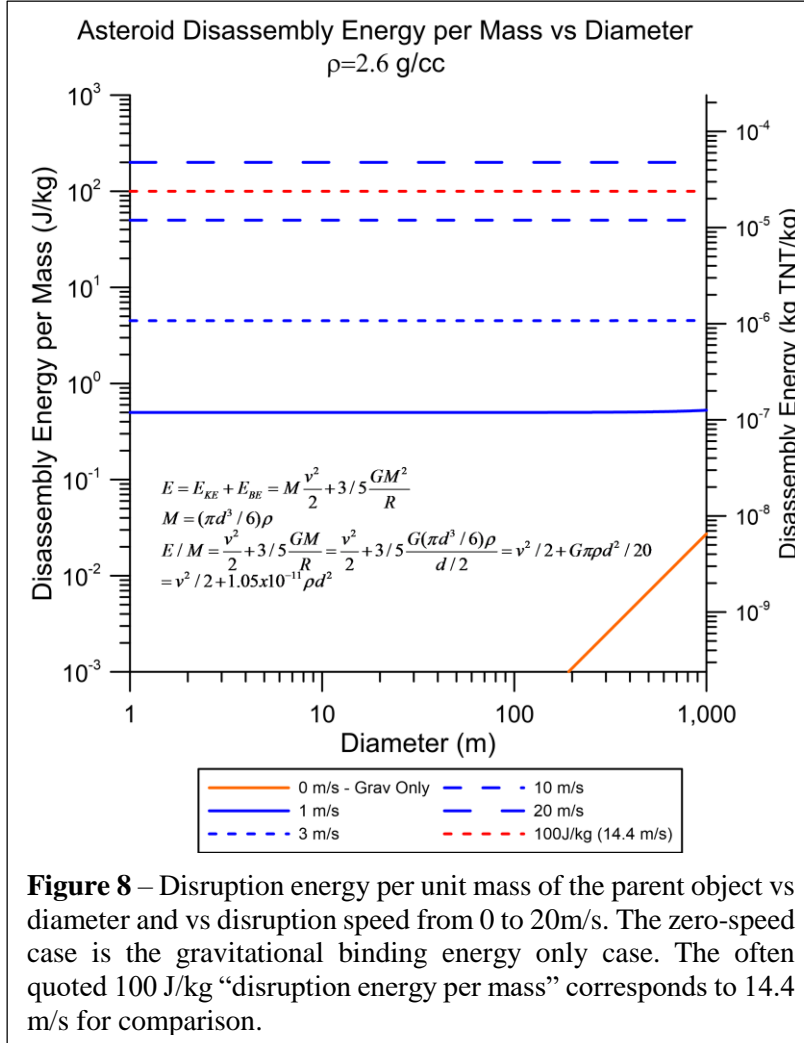 Asteroid Disassembly Energy per Mass vs Diameter
ρ=2.6 g/cc
Disassembly Energy per Mass (J/kg)
10³
10²
10¹
10⁰
10⁻¹
10⁻²
10⁻³
E = E_{KE} + E_{BE} = M v²/2 + 3/5 GM²/R
M = (πd³/6)ρ
E/M = v²/2 + 3/5 GM/R = v²/2 + 3/5 G(πd³/6)ρ/d/2 = v²/2 + Gπρd²/20
= v²/2 + 1.05x10⁻¹¹ρd²
10⁻⁴
10⁻⁵
10⁻⁶
10⁻⁷
10⁻⁸
10⁻⁹
Disassembly Energy (kg TNT/kg)
1 10 100 1,000
Diameter (m)
0 m/s - Grav Only 10 m/s
1 m/s 20 m/s
3 m/s 100J/kg (14.4 m/s)
Figure 8 – Disruption energy per unit mass of the parent object vs
diameter and vs disruption speed from 0 to 20m/s. The zero-speed
case is the gravitational binding energy only case. The often
quoted 100 J/kg “disruption energy per mass” corresponds to 14.4
m/s for comparison.